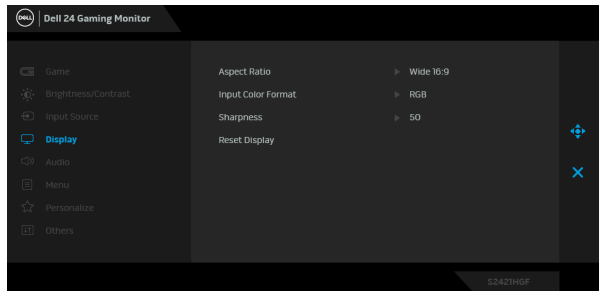 DELL Dell 24 Gaming Monitor
Game
Brightness/Contrast
Input Source
Display
Audio
Menu
Personalize
Others
Aspect Ratio Wide 16:9
Input Color Format RGB
Sharpness 50
Reset Display
S2421HGF